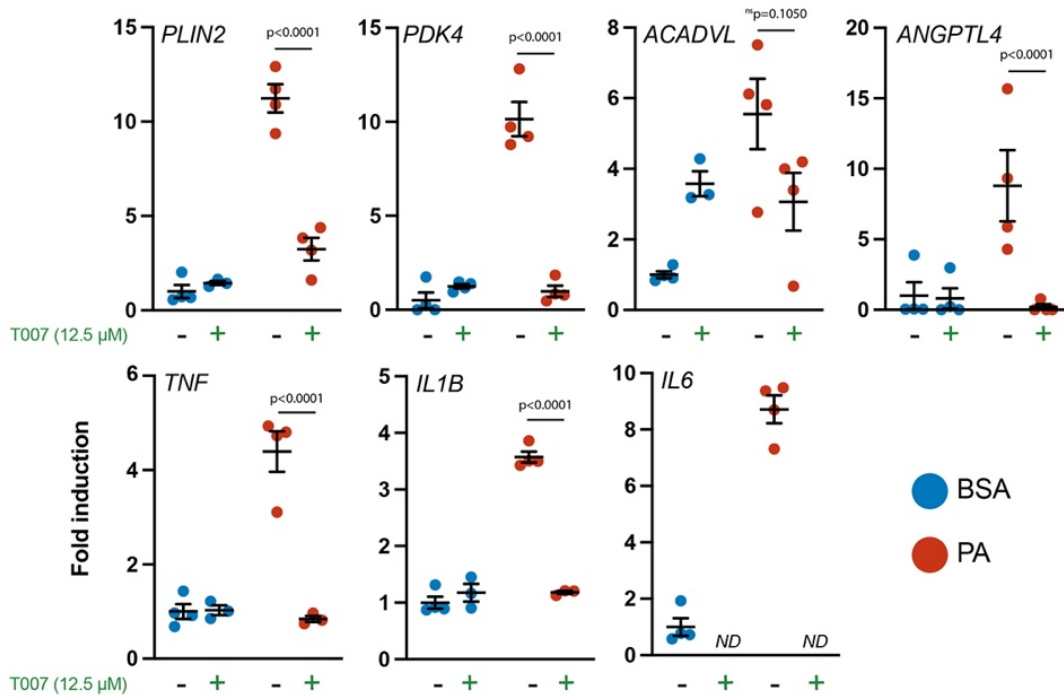 PLIN2
PDK4
ACADVL
ANGPTL4
p<0.0001
p<0.0001
nsp=0.1050
p<0.0001
15
10
5
0
15
10
5
0
8
6
4
2
0
20
15
10
5
0
T007 (12.5 µM) - + - + - + - + - + - + - + - +
TNF
IL1B
IL6
p<0.0001
p<0.0001
Fold induction
6
4
2
0
5
4
3
2
1
0
10
8
6
4
2
0
ND
ND
BSA
PA
T007 (12.5 µM) - + - + - + - + - + - +